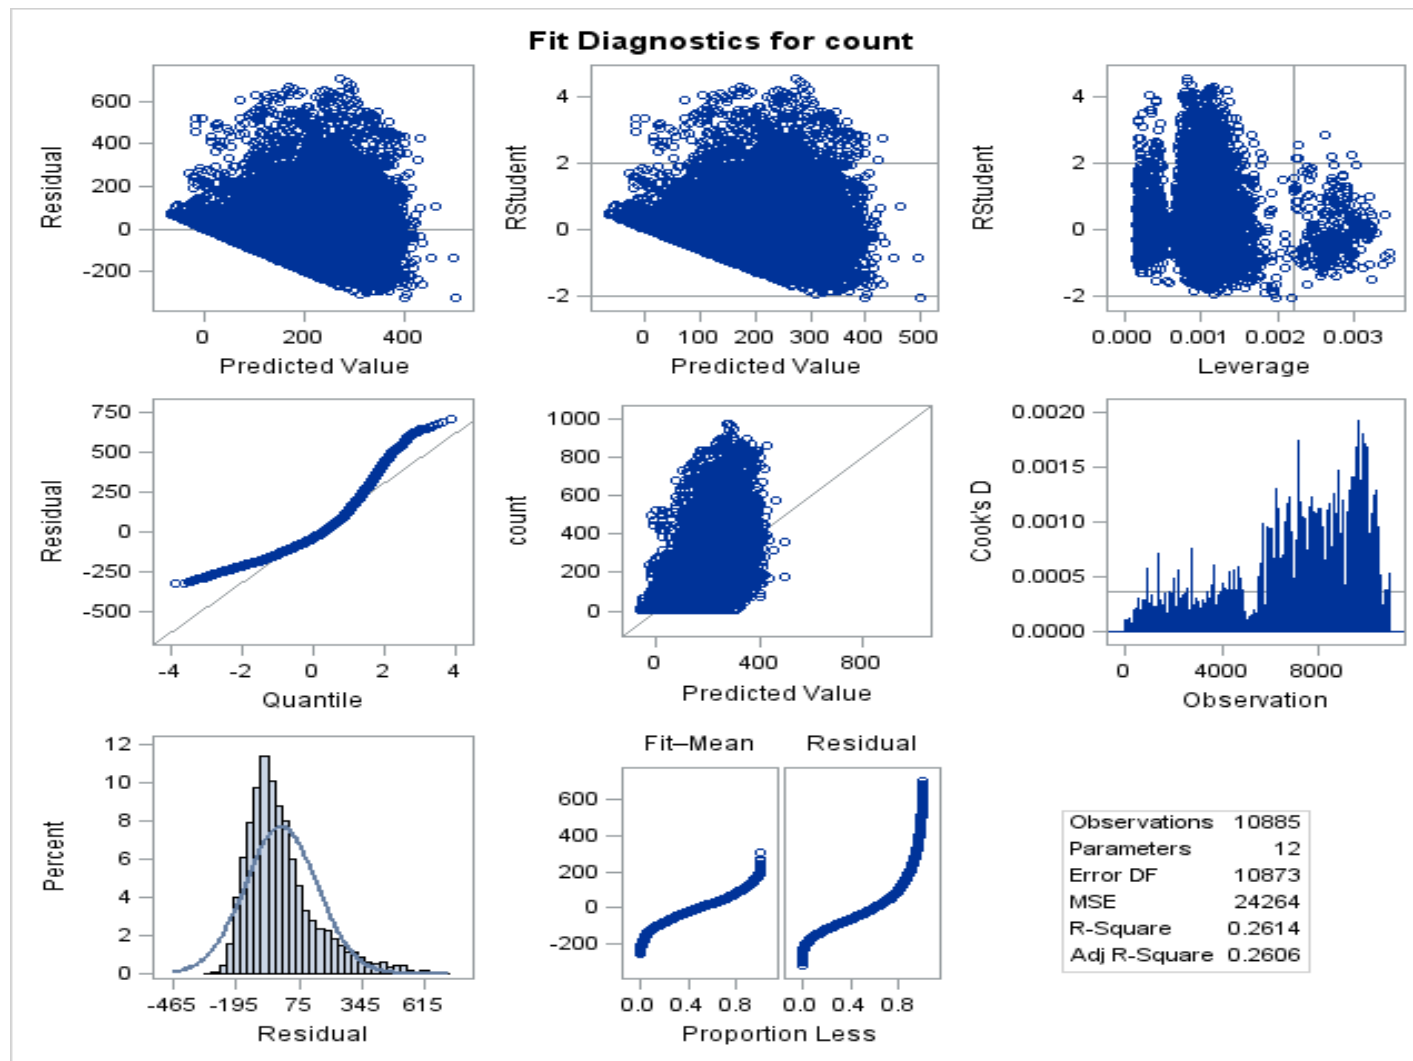 Fit Diagnostics for count
Residual
600
400
200
0
-200
0 200 400
Predicted Value
RStudent
4
2
0
-2
0 100 200 300 400 500
Predicted Value
RStudent
4
2
0
-2
0.000 0.001 0.002 0.003
Leverage
Residual
750
500
250
0
-250
-500
-4 -2 0 2 4
Quantile
count
1000
800
600
400
200
0
0 400 800
Predicted Value
Cook's D
0.0020
0.0015
0.0010
0.0005
0.0000
0 4000 8000
Observation
Percent
12
10
8
6
4
2
0
-465 -195 75 345 615
Residual
Fit–Mean Residual
600
400
200
0
-200
0.0 0.4 0.8 0.0 0.4 0.8
Proportion Less
Observations 10885
Parameters 12
Error DF 10873
MSE 24264
R-Square 0.2614
Adj R-Square 0.2606